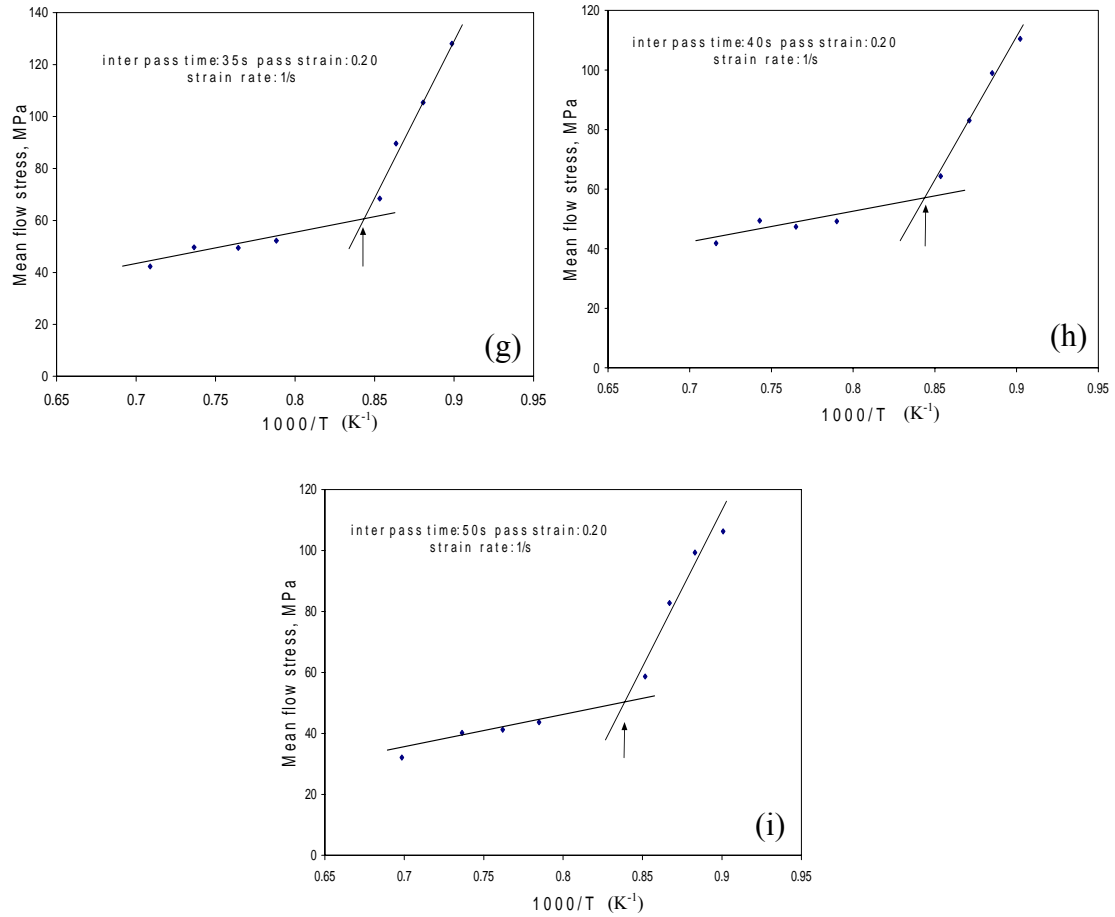 140
120
100
80
60
40
20
0
Mean flow stress, MPa
inter pass time:35s pass strain:0.20
strain rate:1/s
(g)
0.65 0.7 0.75 0.8 0.85 0.9 0.95
1000/T (K-1)
120
100
80
60
40
20
0
Mean flow stress, MPa
inter pass time:40s pass strain:0.20
strain rate:1/s
(h)
0.65 0.7 0.75 0.8 0.85 0.9 0.95
1000/T (K-1)
120
100
80
60
40
20
0
Mean flow stress, MPa
inter pass time:50s pass strain:0.20
strain rate:1/s
(i)
0.65 0.7 0.75 0.8 0.85 0.9 0.95
1000/T (K-1)